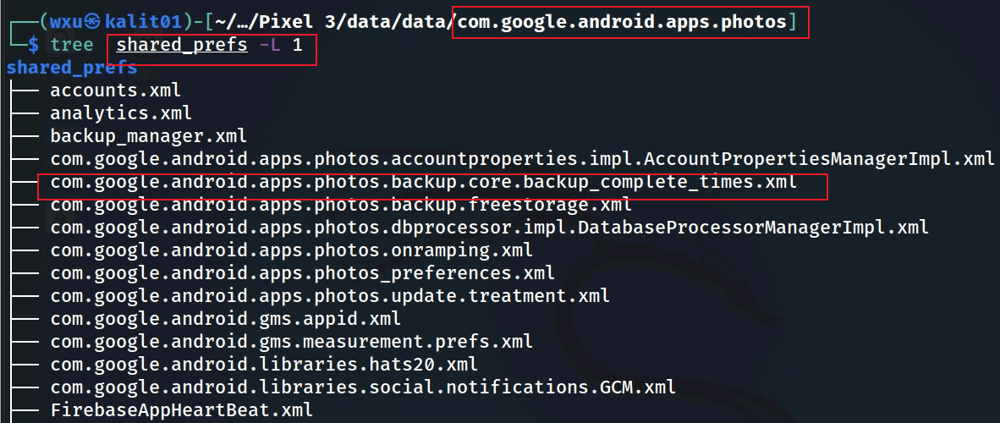 ┌──(wxu㉿kalit01)-[~/…/Pixel 3/data/data/com.google.android.apps.photos]
└─$ tree shared_prefs -L 1
shared_prefs
├── accounts.xml
├── analytics.xml
├── backup_manager.xml
├── com.google.android.apps.photos.accountproperties.impl.AccountPropertiesManagerImpl.xml
├── com.google.android.apps.photos.backup.core.backup_complete_times.xml
├── com.google.android.apps.photos.backup.freestorage.xml
├── com.google.android.apps.photos.dbprocessor.impl.DatabaseProcessorManagerImpl.xml
├── com.google.android.apps.photos.onramping.xml
├── com.google.android.apps.photos_preferences.xml
├── com.google.android.apps.photos.update.treatment.xml
├── com.google.android.gms.appid.xml
├── com.google.android.gms.measurement.prefs.xml
├── com.google.android.libraries.hats20.xml
├── com.google.android.libraries.social.notifications.GCM.xml
├── FirebaseAppHeartBeat.xml